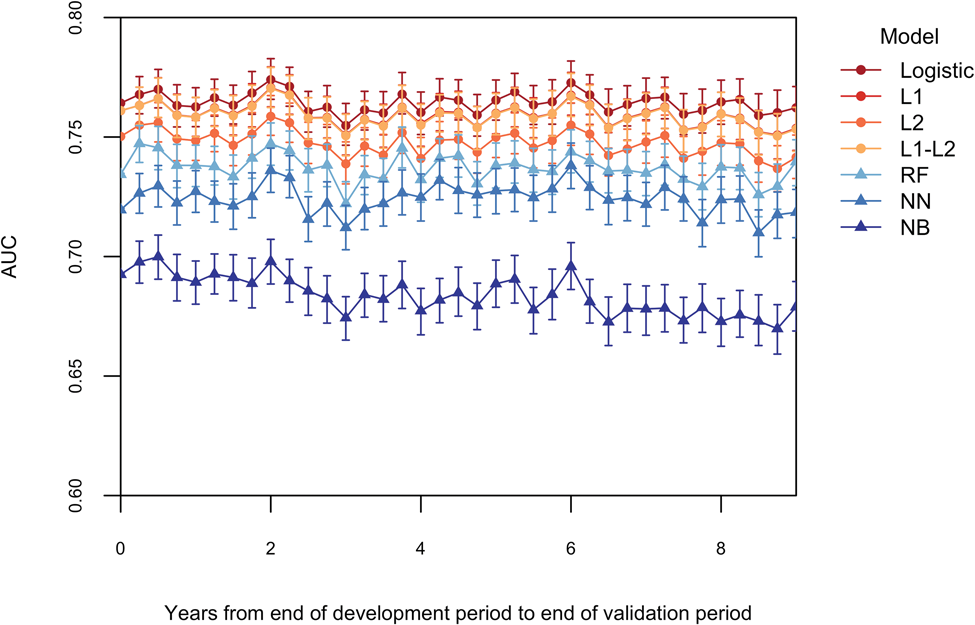 0.80
0.75
0.70
0.65
0.60
AUC
0 2 4 6 8
Years from end of development period to end of validation period
Model
Logistic
L1
L2
L1-L2
RF
NN
NB